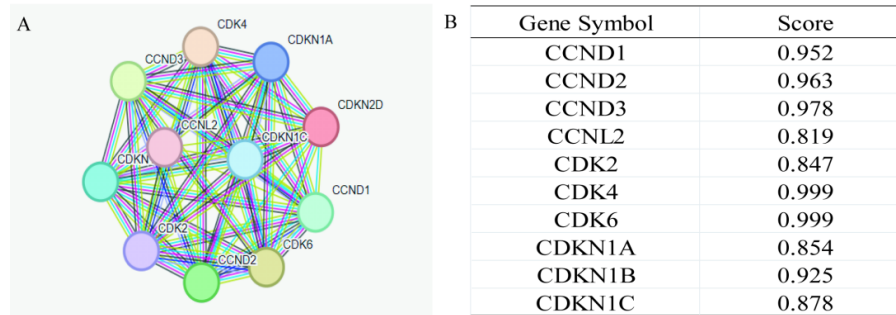 A
CDK4
CDKN1A
CCND3
CDKN2D
CCNL2
CDKN1C
CDKN
CCND1
CDK2
CDK6
CCND2
B
Gene Symbol Score
CCND1 0.952
CCND2 0.963
CCND3 0.978
CCNL2 0.819
CDK2 0.847
CDK4 0.999
CDK6 0.999
CDKN1A 0.854
CDKN1B 0.925
CDKN1C 0.878